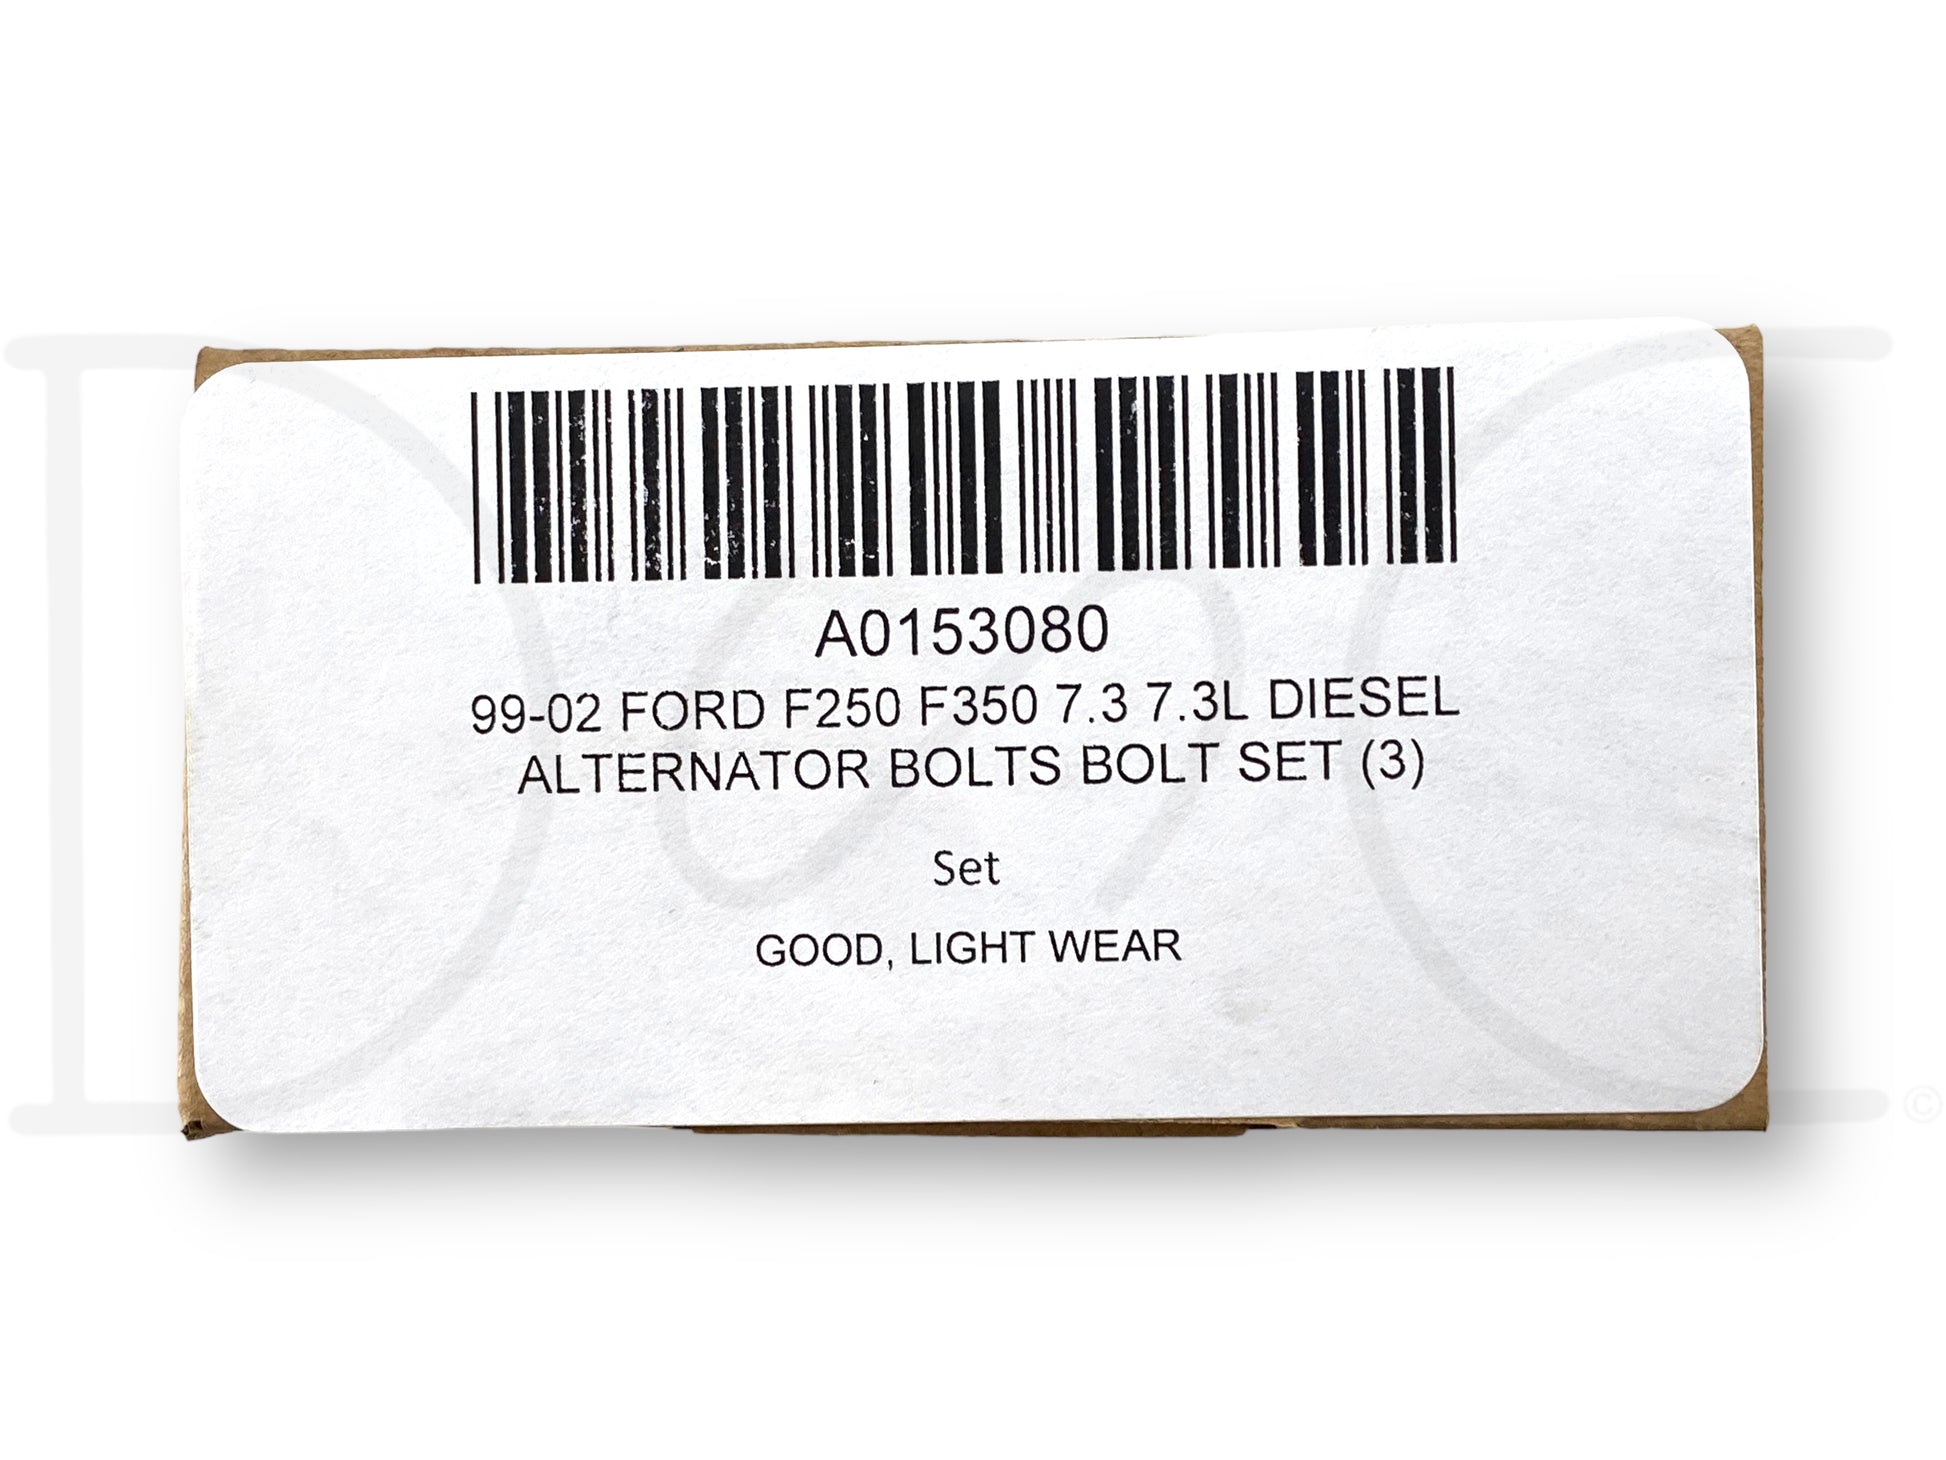 A0153080
99-02 FORD F250 F350 7.3 7.3L DIESEL
ALTERNATOR BOLTS BOLT SET (3)
Set
GOOD, LIGHT WEAR
©